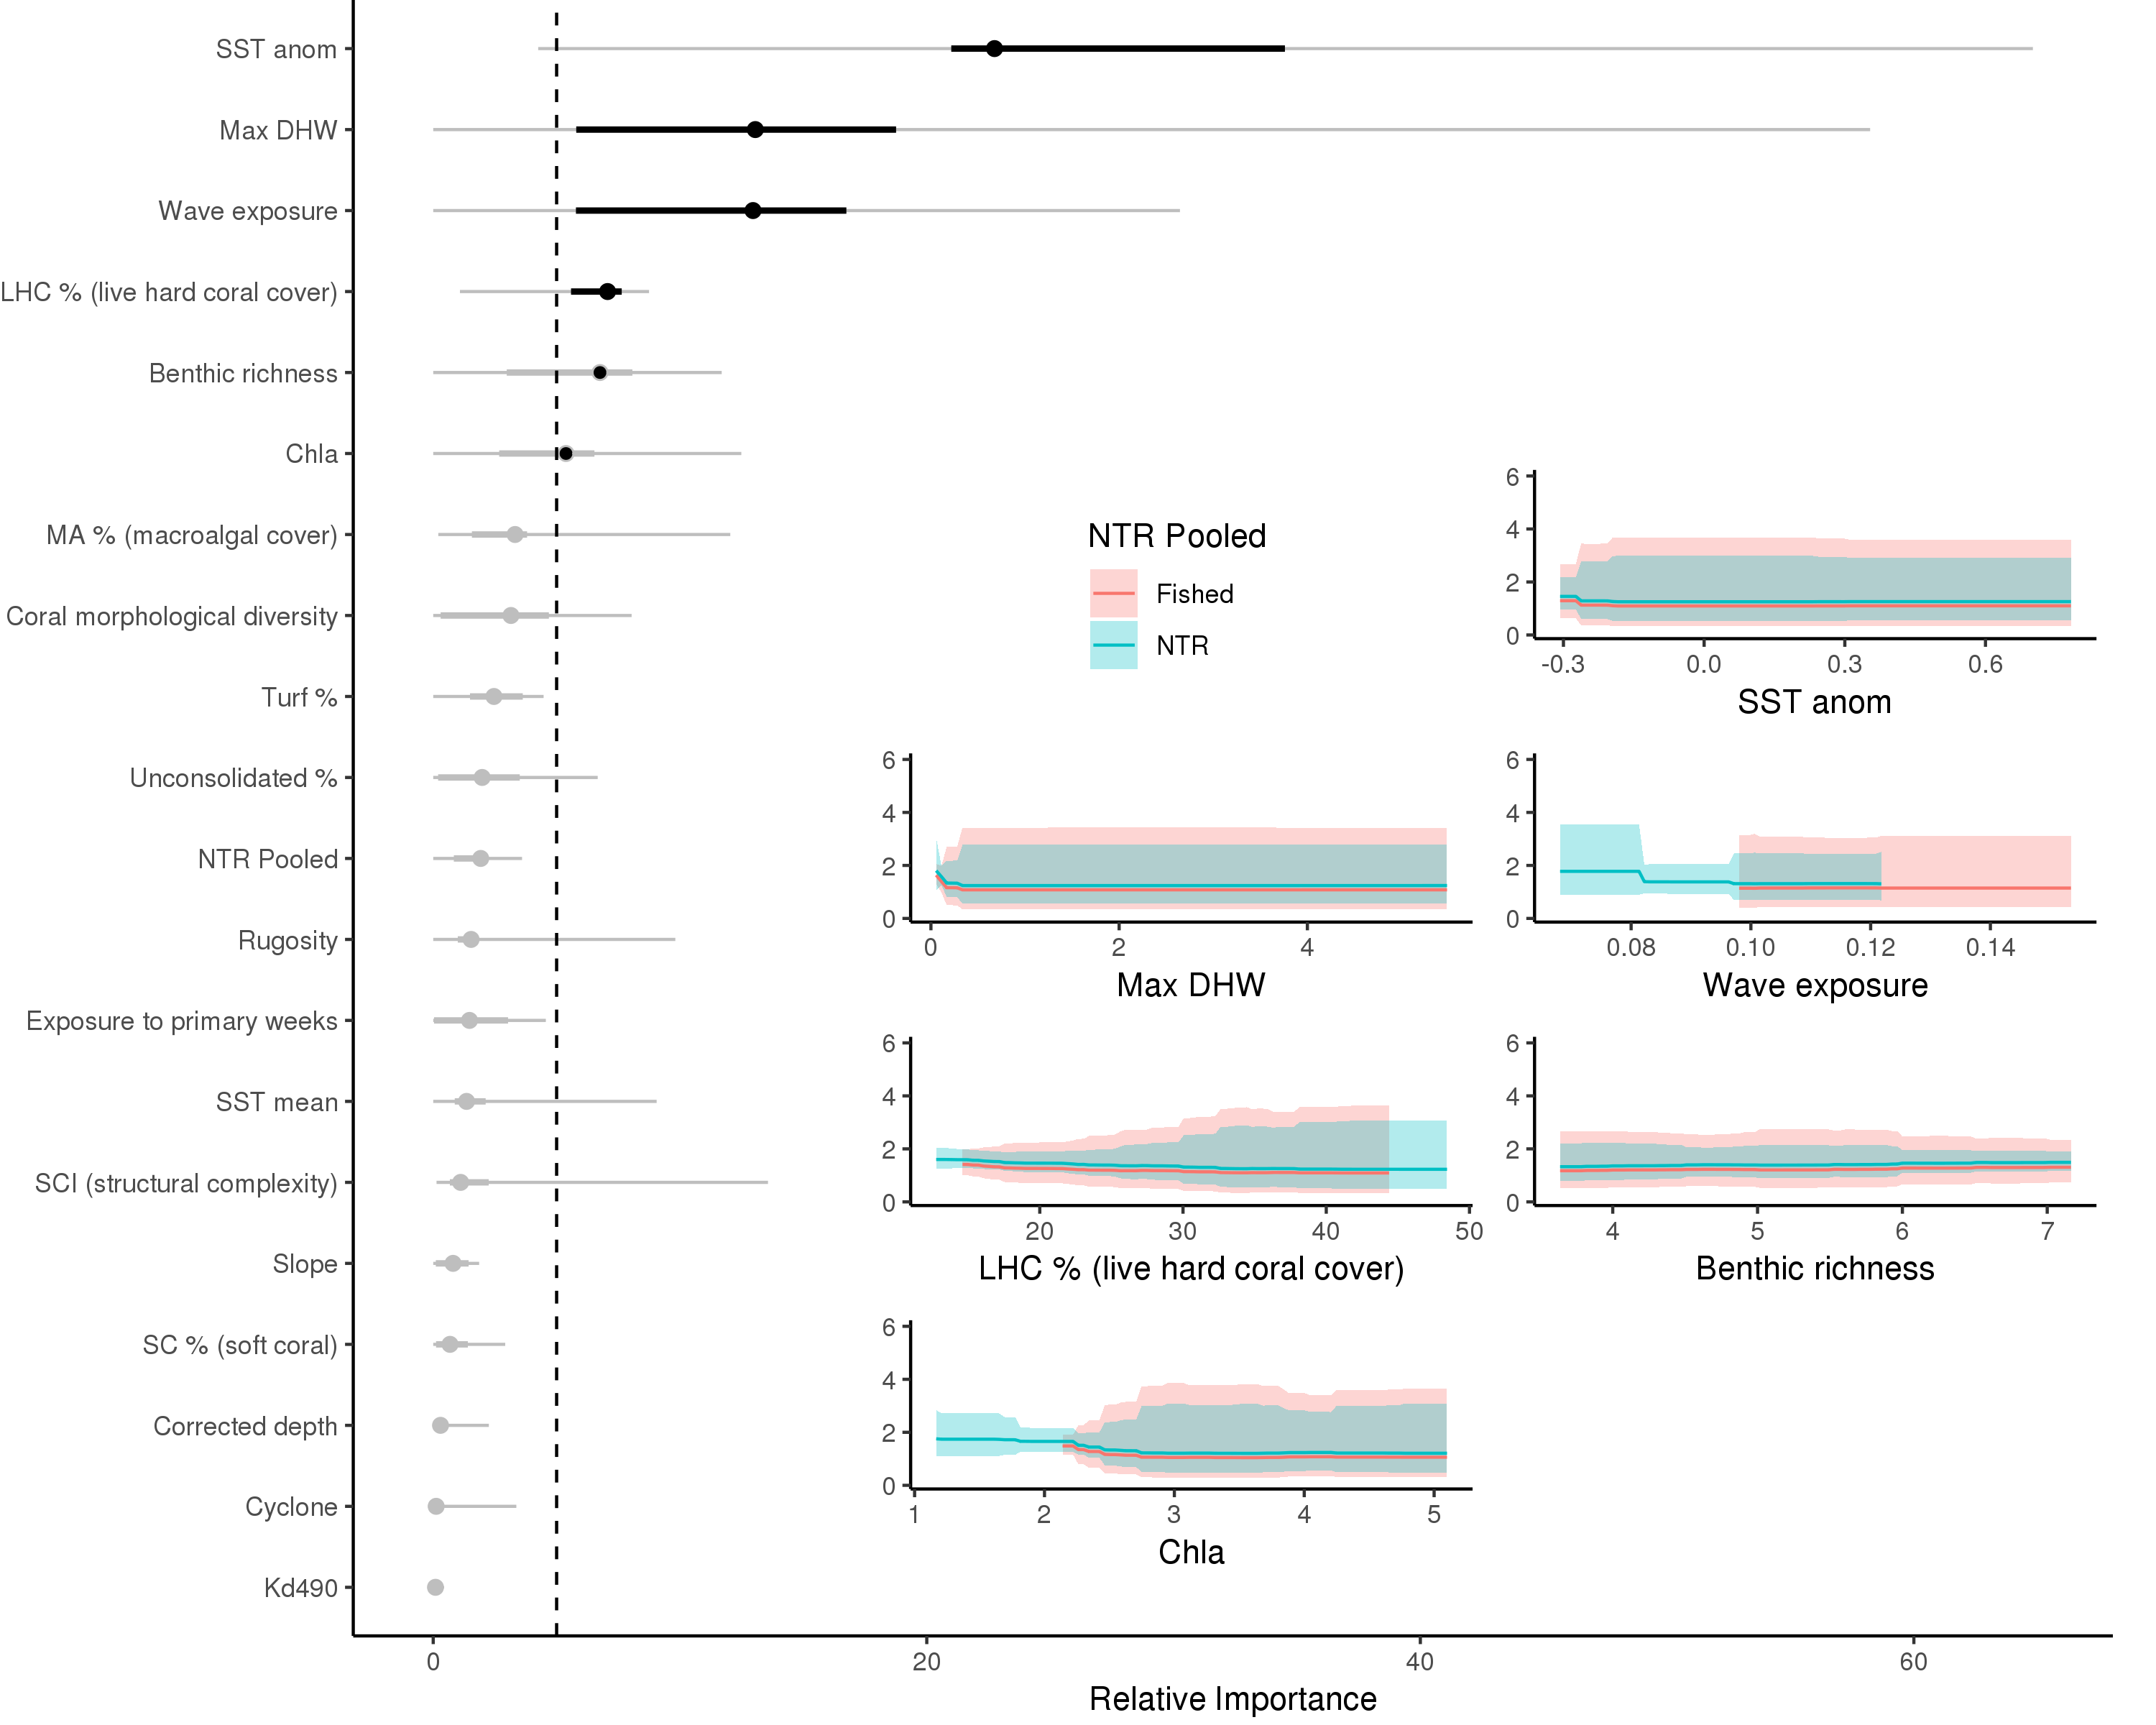 SST anom
Max DHW
Wave exposure
LHC % (live hard coral cover)
Benthic richness
Chla
MA % (macroalgal cover)
Coral morphological diversity
Turf %
Unconsolidated %
NTR Pooled
Rugosity
Exposure to primary weeks
SST mean
SCI (structural complexity)
Slope
SC % (soft coral)
Corrected depth
Cyclone
Kd490
0 20 40 60
Relative Importance
NTR Pooled
Fished
NTR
6
4
2
0
-0.3 0.0 0.3 0.6
SST anom
6
4
2
0
0 2 4
Max DHW
6
4
2
0
0.08 0.10 0.12 0.14
Wave exposure
6
4
2
0
20 30 40 50
LHC % (live hard coral cover)
6
4
2
0
4 5 6 7
Benthic richness
6
4
2
0
1 2 3 4 5
Chla